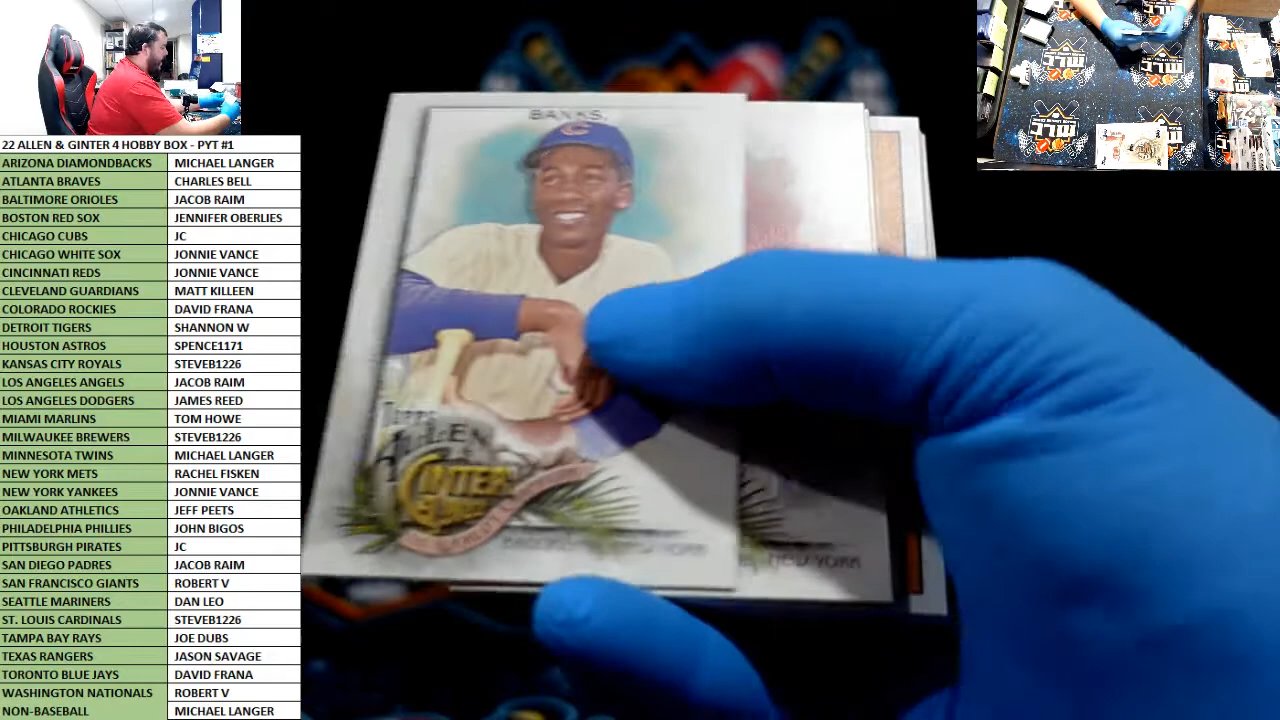 22 ALLEN & GINTER 4 HOBBY BOX - PYT #1
ARIZONA DIAMONDBACKS MICHAEL LANGER
ATLANTA BRAVES CHARLES BELL
BALTIMORE ORIOLES JACOB RAIM
BOSTON RED SOX JENNIFER OBERLIES
CHICAGO CUBS JC
CHICAGO WHITE SOX JONNIE VANCE
CINCINNATI REDS JONNIE VANCE
CLEVELAND GUARDIANS MATT KILLEEN
COLORADO ROCKIES DAVID FRANA
DETROIT TIGERS SHANNON W
HOUSTON ASTROS SPENCE1171
KANSAS CITY ROYALS STEVEB1226
LOS ANGELES ANGELS JACOB RAIM
LOS ANGELES DODGERS JAMES REED
MIAMI MARLINS TOM HOWE
MILWAUKEE BREWERS STEVEB1226
MINNESOTA TWINS MICHAEL LANGER
NEW YORK METS RACHEL FISKEN
NEW YORK YANKEES JONNIE VANCE
OAKLAND ATHLETICS JEFF PEETS
PHILADELPHIA PHILLIES JOHN BIGOS
PITTSBURGH PIRATES JC
SAN DIEGO PADRES JACOB RAIM
SAN FRANCISCO GIANTS ROBERT V
SEATTLE MARINERS DAN LEO
ST. LOUIS CARDINALS STEVEB1226
TAMPA BAY RAYS JOE DUBS
TEXAS RANGERS JASON SAVAGE
TORONTO BLUE JAYS DAVID FRANA
WASHINGTON NATIONALS ROBERT V
NON-BASEBALL MICHAEL LANGER
BANKS.
C
TOPPS
ALLEN
GINTER
NEW YORK
NEW YORK
MLC
MLC
MLC
MLC